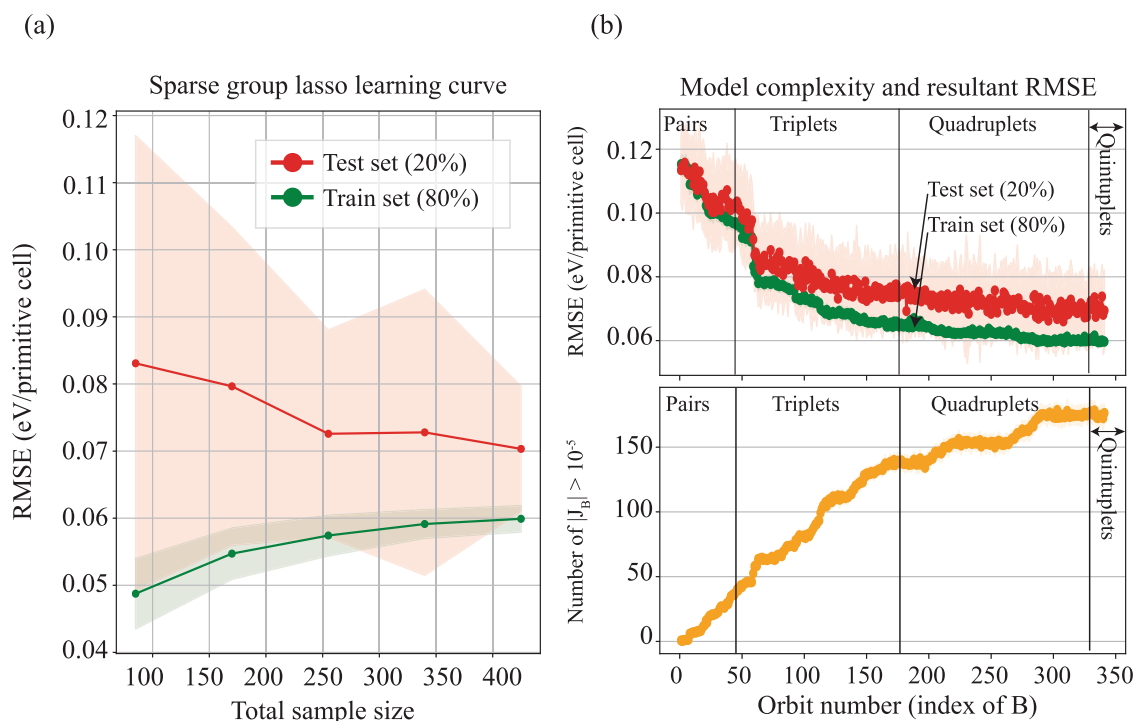 (a)
Sparse group lasso learning curve
0.12
0.11
0.10
0.09
0.08
0.07
0.06
0.05
0.04
RMSE (eV/primitive cell)
Test set (20%)
Train set (80%)
100
150
200
250
300
350
400
Total sample size
(b)
Model complexity and resultant RMSE
Pairs
Triplets
Quadruplets
Quintuplets
0.12
0.10
0.08
0.06
RMSE (eV/primitive cell)
Test set (20%)
Train set (80%)
Pairs
Triplets
Quadruplets
Quintuplets
150
100
50
0
Number of |J_B| > 10⁻⁵
0
50
100
150
200
250
300
350
Orbit number (index of B)